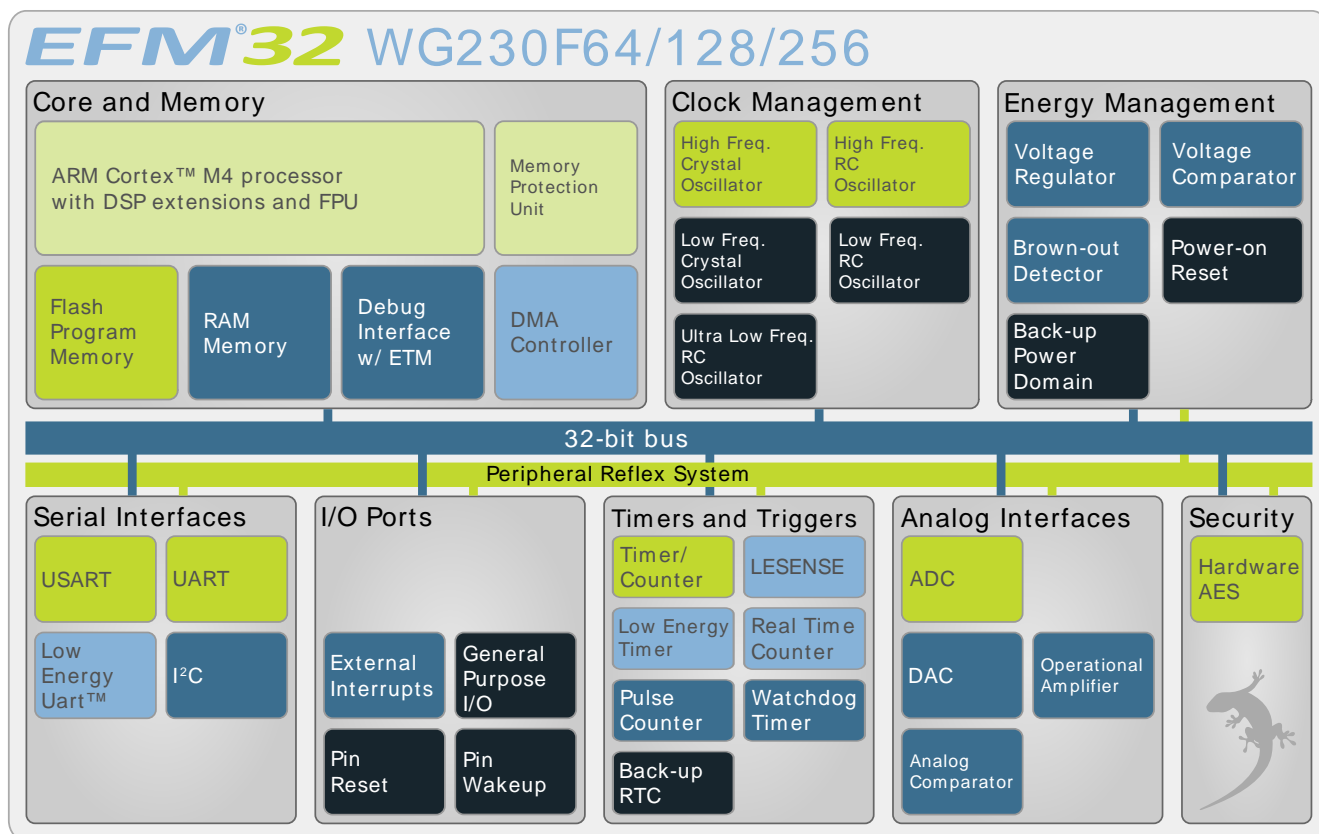 EFM®32 WG230F64/128/256
Core and Memory
ARM Cortex™ M4 processor
with DSP extensions and FPU
Memory
Protection
Unit
Flash
Program
Memory
RAM
Memory
Debug
Interface
w/ ETM
DMA
Controller
Clock Management
High Freq.
Crystal
Oscillator
High Freq.
RC
Oscillator
Low Freq.
Crystal
Oscillator
Low Freq.
RC
Oscillator
Ultra Low Freq.
RC
Oscillator
Energy Management
Voltage
Regulator
Voltage
Comparator
Brown-out
Detector
Power-on
Reset
Back-up
Power
Domain
32-bit bus
Peripheral Reflex System
Serial Interfaces
USART
UART
Low
Energy
Uart™
I²C
I/O Ports
External
Interrupts
General
Purpose
I/O
Pin
Reset
Pin
Wakeup
Timers and Triggers
Timer/
Counter
LESENSE
Low Energy
Timer
Real Time
Counter
Pulse
Counter
Watchdog
Timer
Back-up
RTC
Analog Interfaces
ADC
DAC
Operational
Amplifier
Analog
Comparator
Security
Hardware
AES